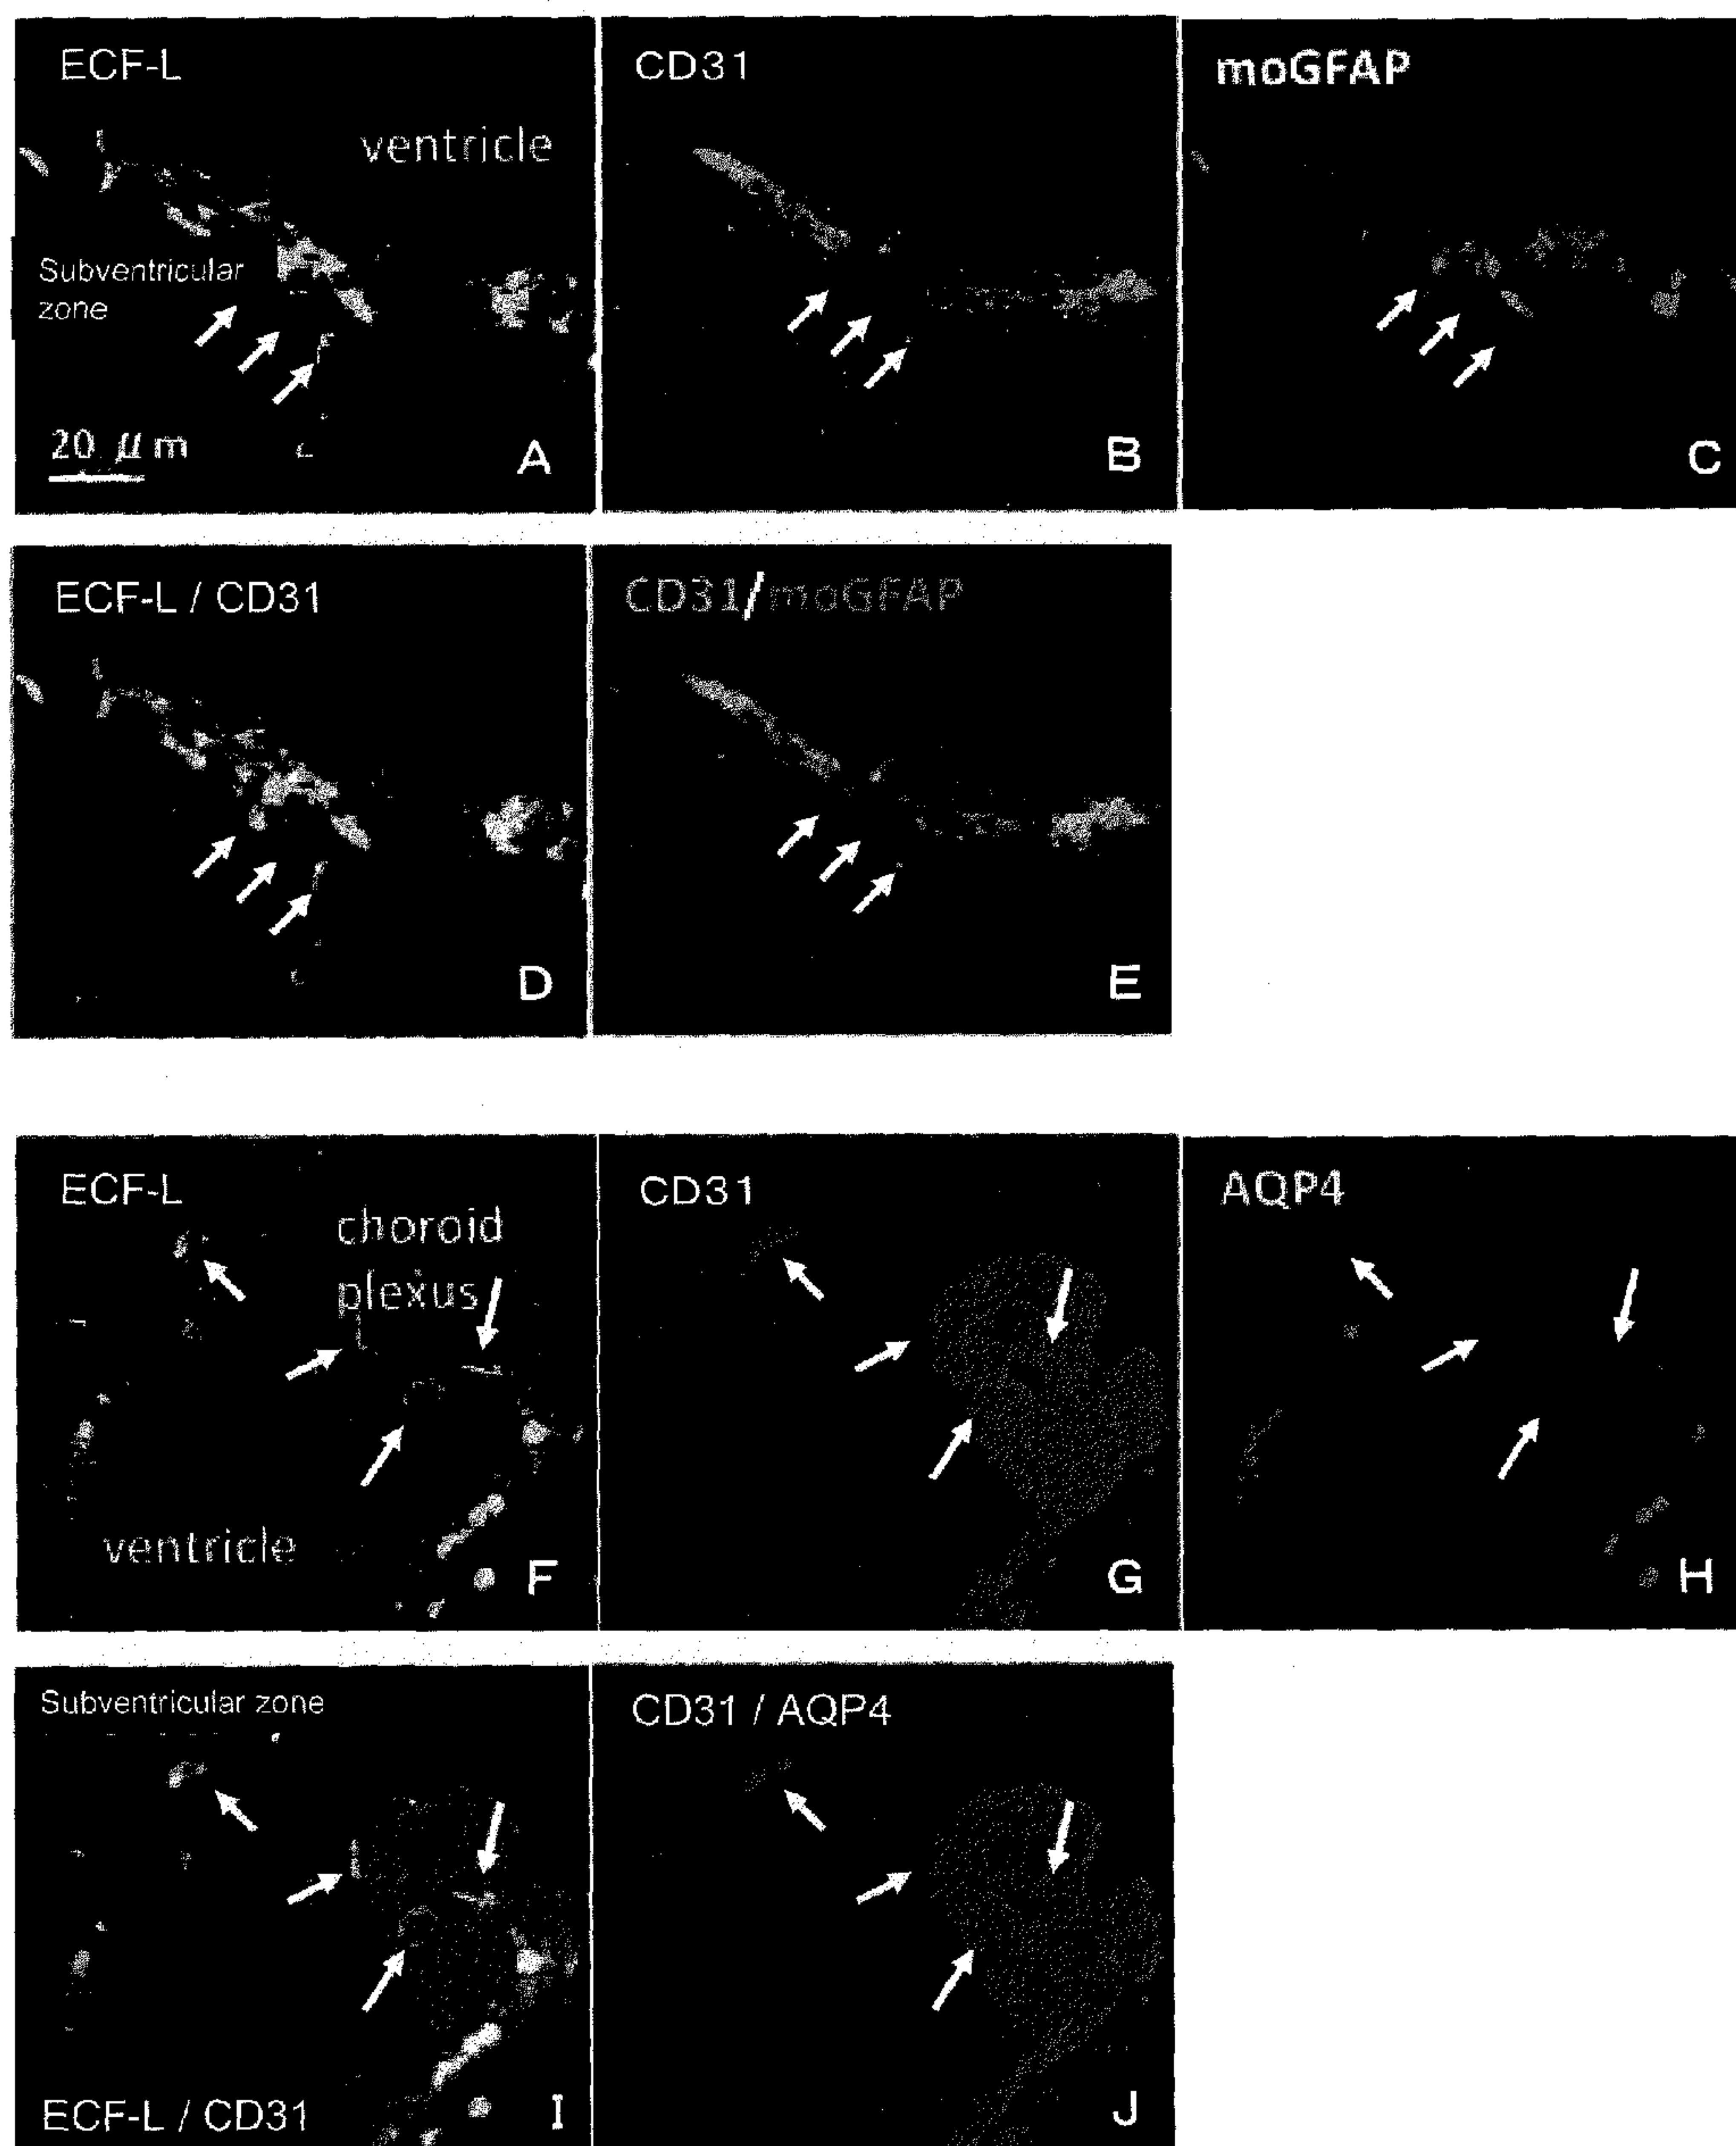 ECF-L
CD31
moGFAP
ventricle
Subventricular
zone
20 μm
A
B
C
ECF-L / CD31
CD31/moGFAP
D
E
ECF-L
CD31
AQP4
choroid
plexus
ventricle
F
G
H
Subventricular zone
CD31 / AQP4
ECF-L / CD31
I
J